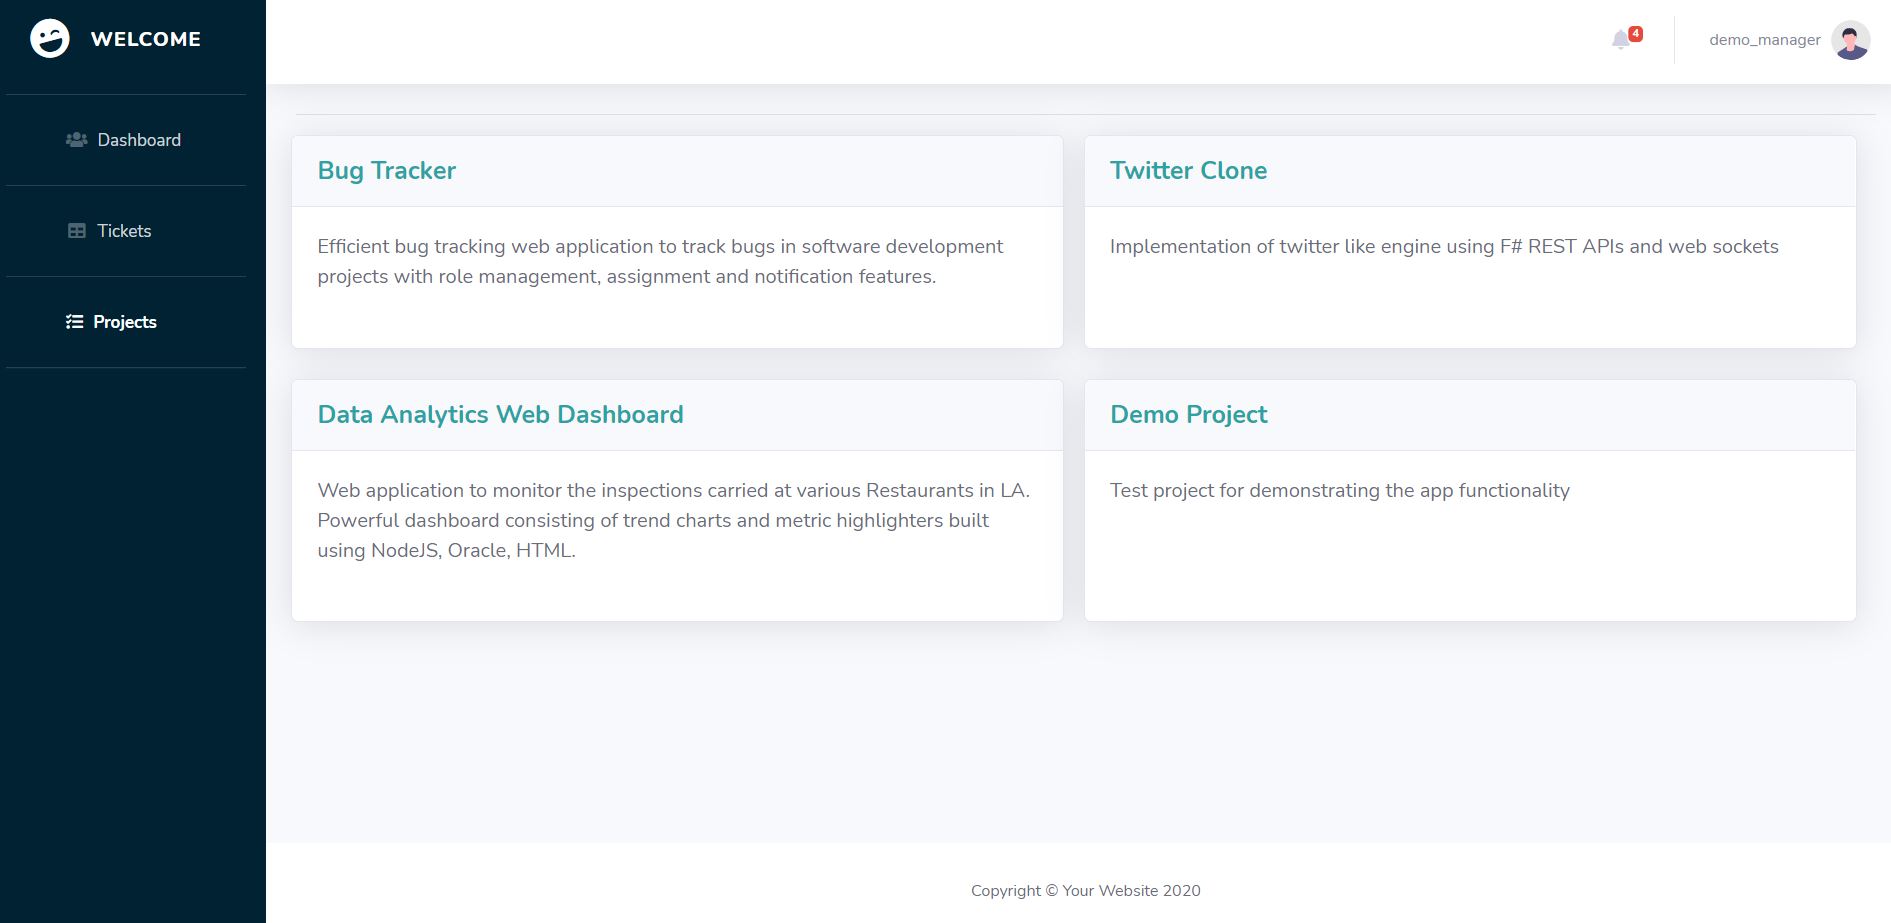 WELCOME
4
demo_manager
Dashboard
Tickets
Projects
Bug Tracker
Efficient bug tracking web application to track bugs in software development
projects with role management, assignment and notification features.
Twitter Clone
Implementation of twitter like engine using F# REST APIs and web sockets
Data Analytics Web Dashboard
Web application to monitor the inspections carried at various Restaurants in LA.
Powerful dashboard consisting of trend charts and metric highlighters built
using NodeJS, Oracle, HTML.
Demo Project
Test project for demonstrating the app functionality
Copyright © Your Website 2020